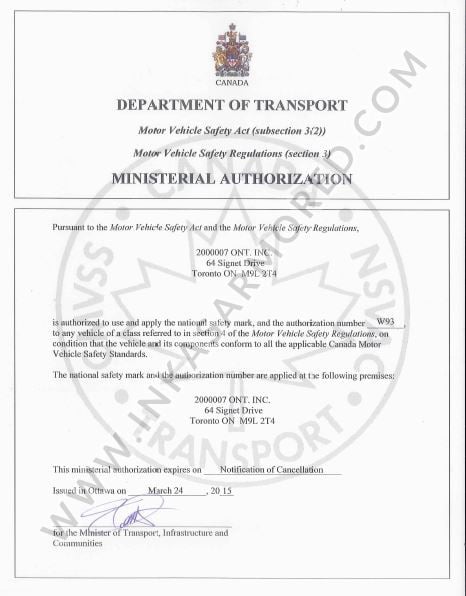 CANADA
DEPARTMENT OF TRANSPORT
Motor Vehicle Safety Act (subsection 3(2))
Motor Vehicle Safety Regulations (section 3)
MINISTERIAL AUTHORIZATION
Pursuant to the Motor Vehicle Safety Act and the Motor Vehicle Safety Regulations,
2000007 ONT. INC.
64 Signet Drive
Toronto ON M9L 2T4
is authorized to use and apply the national safety mark, and the authorization number W93,
to any vehicle of a class referred to in section 4 of the Motor Vehicle Safety Regulations, on
condition that the vehicle and its components conform to all the applicable Canada Motor
Vehicle Safety Standards.
The national safety mark and the authorization number are applied at the following premises:
2000007 ONT. INC.
64 Signet Drive
Toronto ON M9L 2T4
This ministerial authorization expires on Notification of Cancellation
Issued in Ottawa on March 24, 2015
for the Minister of Transport, Infrastructure and
Communities
WWW.INKASARMORED.COM
CANADA
CMVSS
NSVAC
TRANSPORT